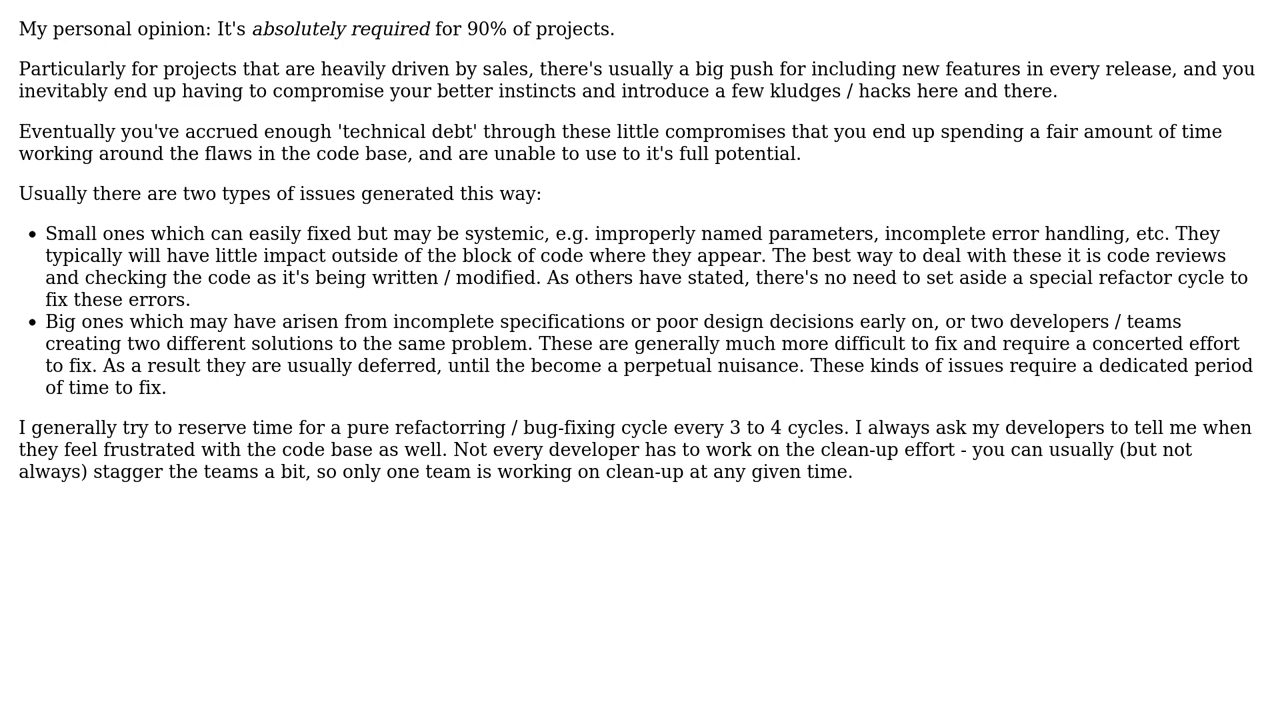 My personal opinion: It's absolutely required for 90% of projects.
Particularly for projects that are heavily driven by sales, there's usually a big push for including new features in every release, and you
inevitably end up having to compromise your better instincts and introduce a few kludges / hacks here and there.
Eventually you've accrued enough 'technical debt' through these little compromises that you end up spending a fair amount of time
working around the flaws in the code base, and are unable to use to it's full potential.
Usually there are two types of issues generated this way:
• Small ones which can easily fixed but may be systemic, e.g. improperly named parameters, incomplete error handling, etc. They
typically will have little impact outside of the block of code where they appear. The best way to deal with these it is code reviews
and checking the code as it's being written / modified. As others have stated, there's no need to set aside a special refactor cycle to
fix these errors.
• Big ones which may have arisen from incomplete specifications or poor design decisions early on, or two developers / teams
creating two different solutions to the same problem. These are generally much more difficult to fix and require a concerted effort
to fix. As a result they are usually deferred, until the become a perpetual nuisance. These kinds of issues require a dedicated period
of time to fix.
I generally try to reserve time for a pure refactorring / bug-fixing cycle every 3 to 4 cycles. I always ask my developers to tell me when
they feel frustrated with the code base as well. Not every developer has to work on the clean-up effort - you can usually (but not
always) stagger the teams a bit, so only one team is working on clean-up at any given time.